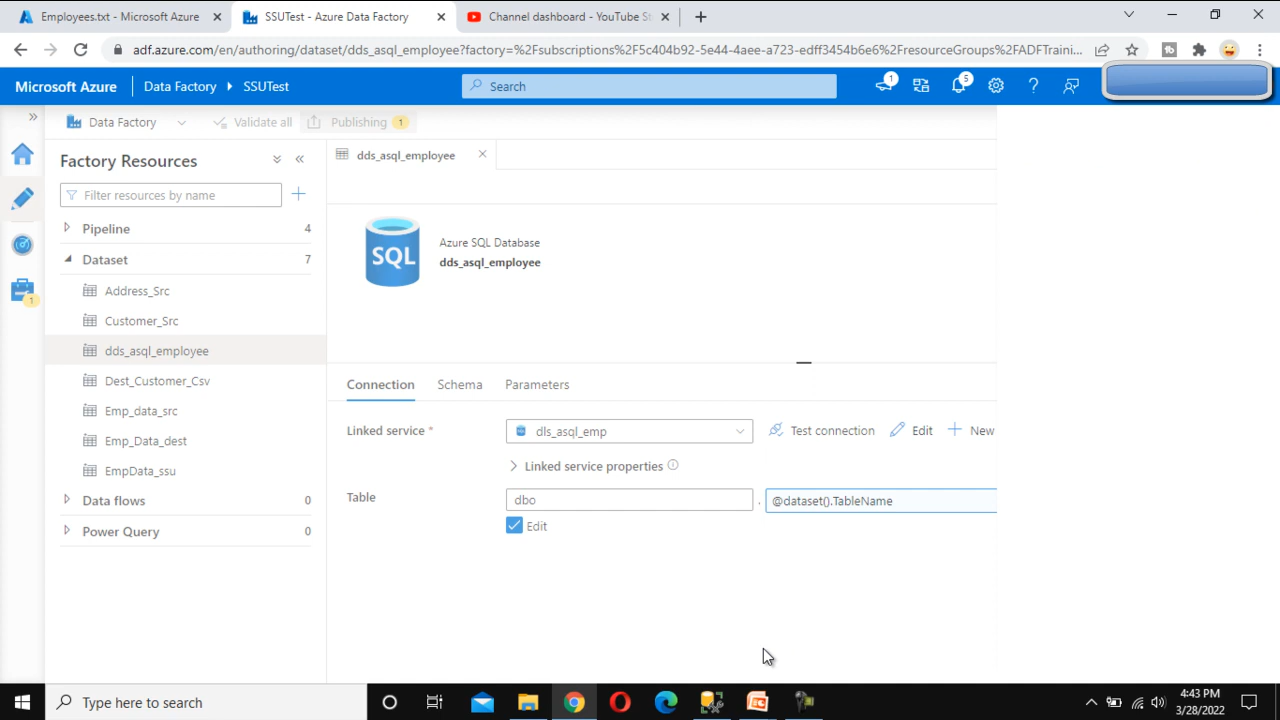 Employees.txt - Microsoft Azure
SSUTest - Azure Data Factory
Channel dashboard - YouTube St
adf.azure.com/en/authoring/dataset/dds_asql_employee?factory=%2Fsubscriptions%2F5c404b92-5e44-4aee-a723-edff3454b6e6%2FresourceGroups%2FADFTraini...
Microsoft Azure
Data Factory
SSUTest
Search
1
5
Data Factory
Validate all
Publishing
1
Factory Resources
dds_asql_employee
Filter resources by name
Pipeline
4
Dataset
7
Address_Src
Customer_Src
dds_asql_employee
Dest_Customer_Csv
Emp_data_src
Emp_Data_dest
EmpData_ssu
Data flows
0
Power Query
0
1
SQL
Azure SQL Database
dds_asql_employee
Connection
Schema
Parameters
Linked service *
dls_asql_emp
Test connection
Edit
New
Linked service properties
Table
dbo
.
@dataset().TableName
Edit
Type here to search
4:43 PM
3/28/2022